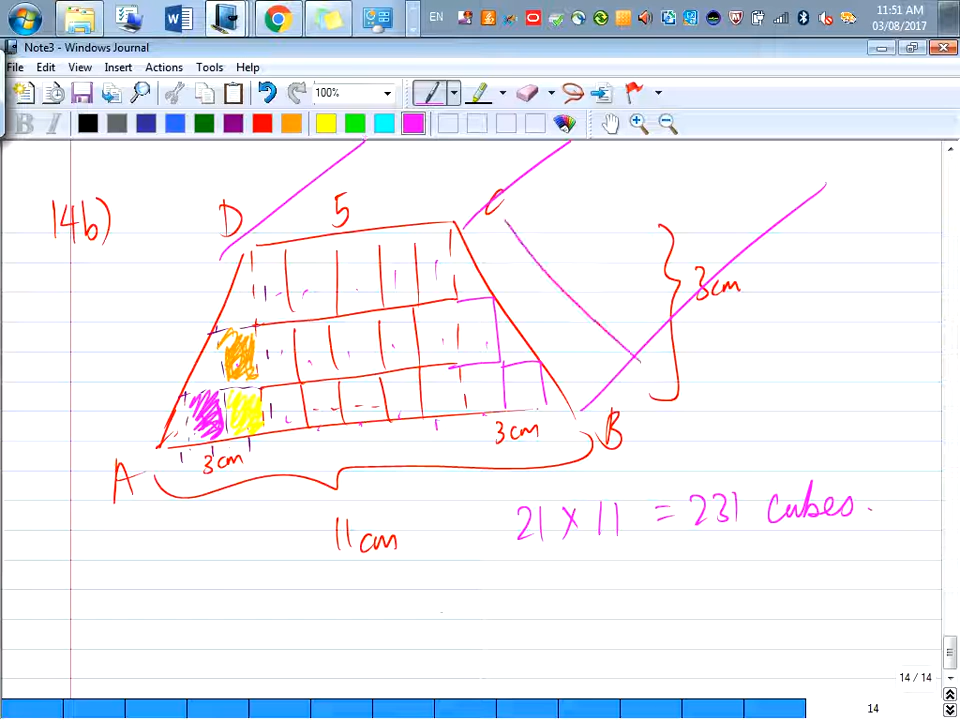 EN
11:51 AM
03/08/2017
Note3 - Windows Journal
File Edit View Insert Actions Tools Help
100%
B I
14b)
D 5 C
3cm
3cm 3cm
A B
11cm
21 × 11 = 231 cubes.
14 / 14
14